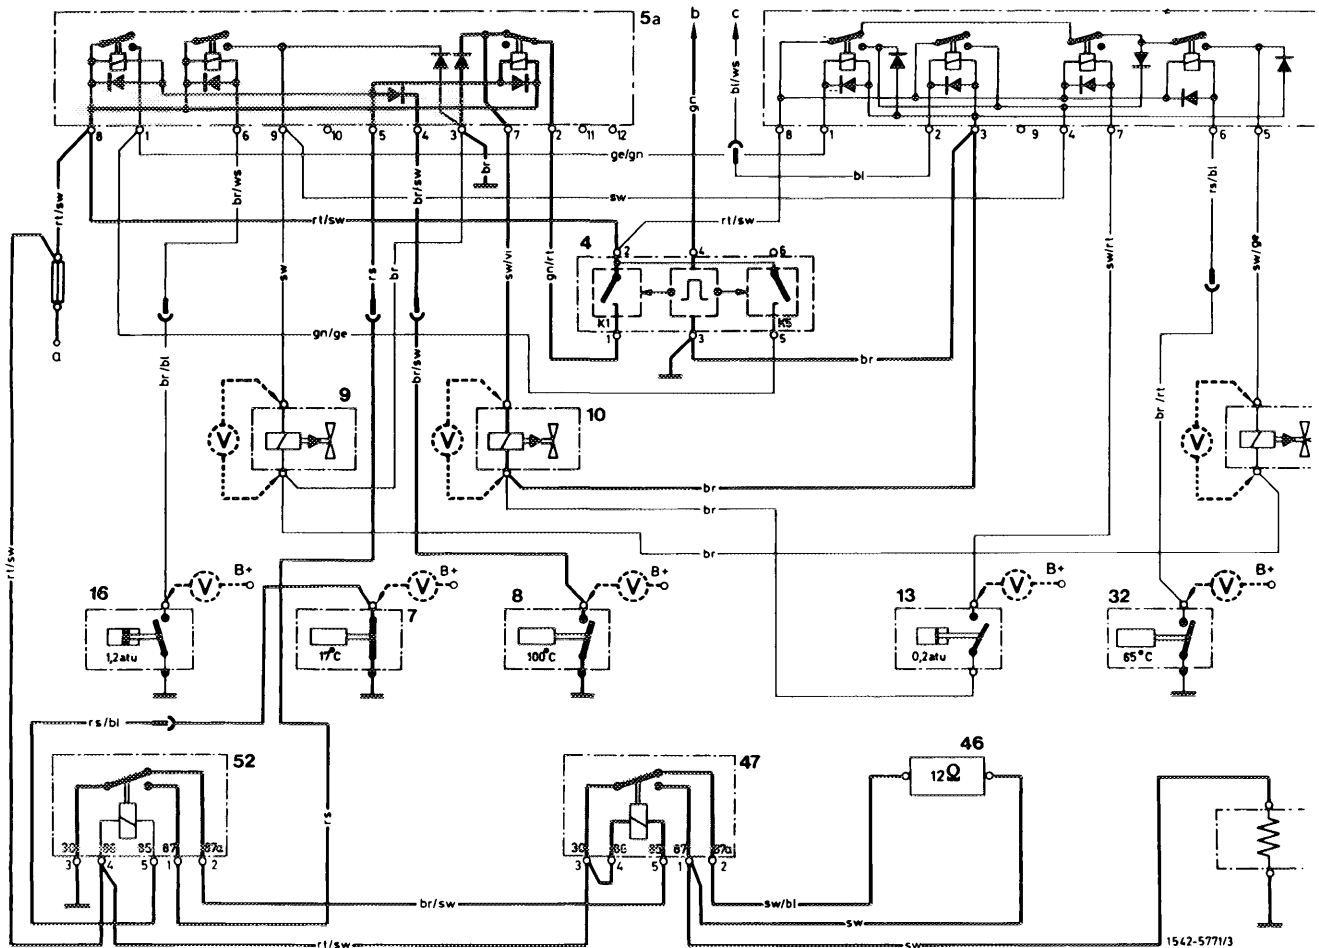 5a
b
c
gn
bl/ws
8 1 6 9 10 5 4 3 7 2 11 12
8 1 2 3 9 4 7 6 5
ge/gn
bl
sw
rt/sw
rt/sw
rt/sw
br/ws
br/sw
br
rs/bl
sw
rs
br
sw/vi
gn/rt
sw/rt
sw/ge
4
2 4 6
K1
K5
1 3 5
a
gn/ge
br
br/bl
br/sw
br/rt
9
10
V
V
V
br
br
br
rt/sw
16
V
B+
1,2atu
7
V
B+
17°C
8
V
B+
100°C
13
V
B+
0,2atu
32
V
B+
65°C
rs/bl
rs
52
30 86 85 87 87a
3 4 5 1 2
47
30 86 85 87 87a
3 4 5 1 2
46
12Ω
br/sw
sw/bl
sw
rt/sw
sw
1542-5771/3